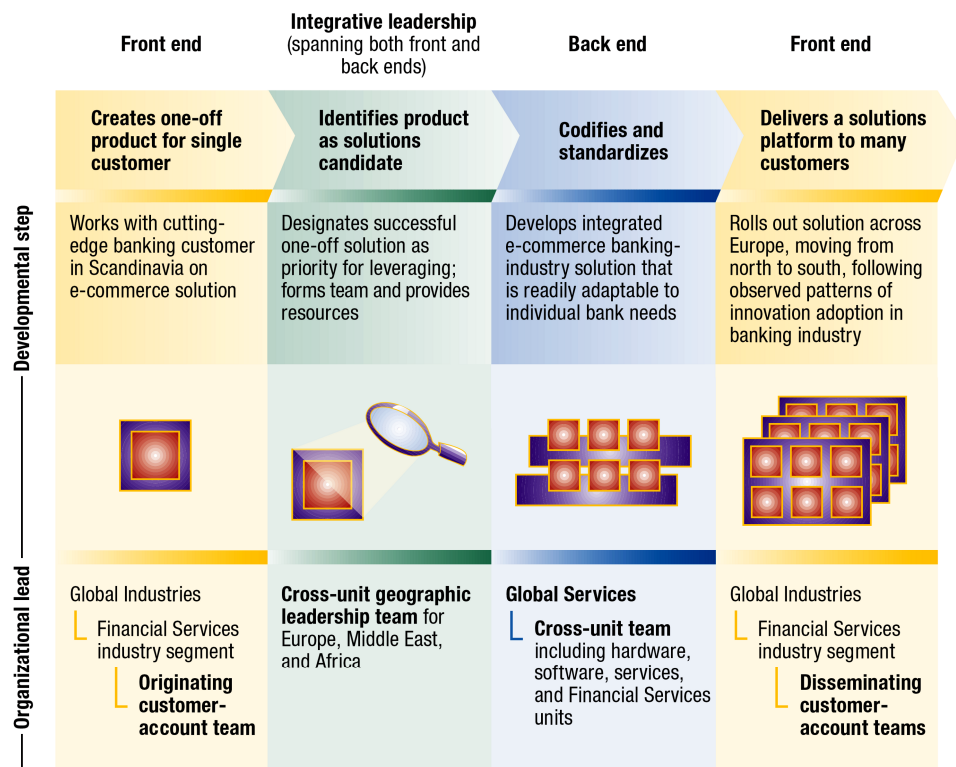 Front end
Integrative leadership
(spanning both front and
back ends)
Back end
Front end
Creates one-off
product for single
customer
Identifies product
as solutions
candidate
Codifies and
standardizes
Delivers a solutions
platform to many
customers
Developmental step
Works with cutting-
edge banking customer
in Scandinavia on
e-commerce solution
Designates successful
one-off solution as
priority for leveraging;
forms team and provides
resources
Develops integrated
e-commerce banking-
industry solution that
is readily adaptable to
individual bank needs
Rolls out solution across
Europe, moving from
north to south, following
observed patterns of
innovation adoption in
banking industry
Organizational lead
Global Industries
Financial Services
industry segment
Originating
customer-
account team
Cross-unit geographic
leadership team for
Europe, Middle East,
and Africa
Global Services
Cross-unit team
including hardware,
software, services,
and Financial Services
units
Global Industries
Financial Services
industry segment
Disseminating
customer-
account teams